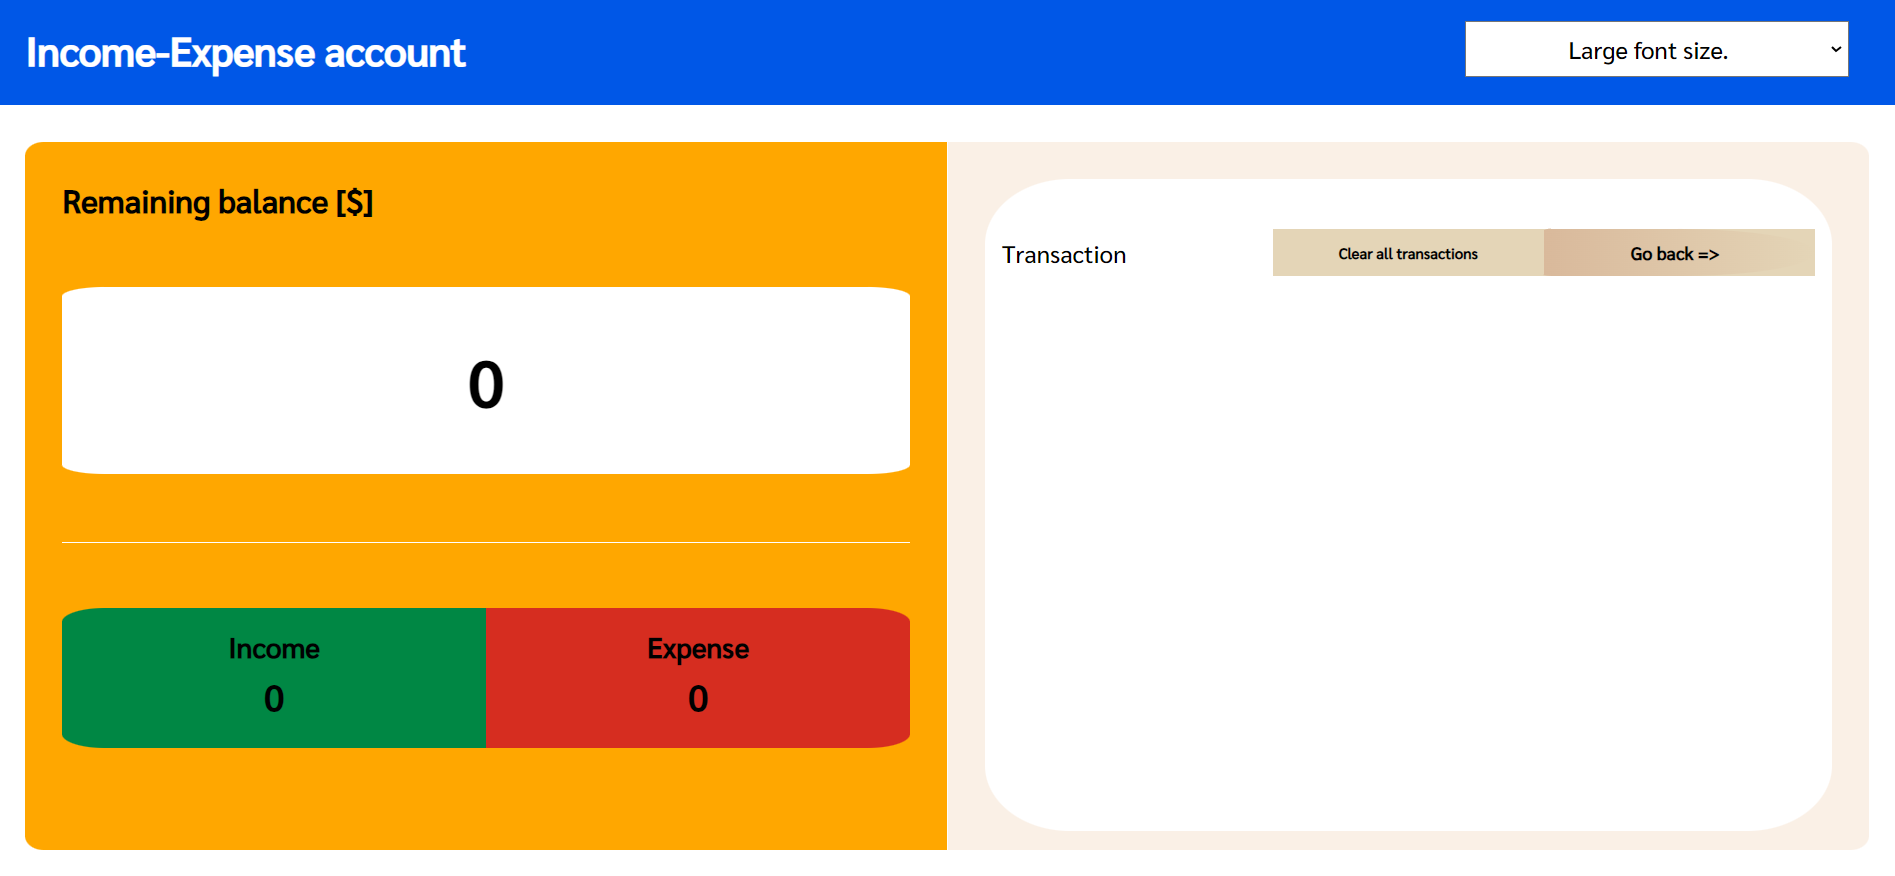 Income-Expense account
Large font size.
Remaining balance [$]
0
Income
0
Expense
0
Transaction
Clear all transactions
Go back =>